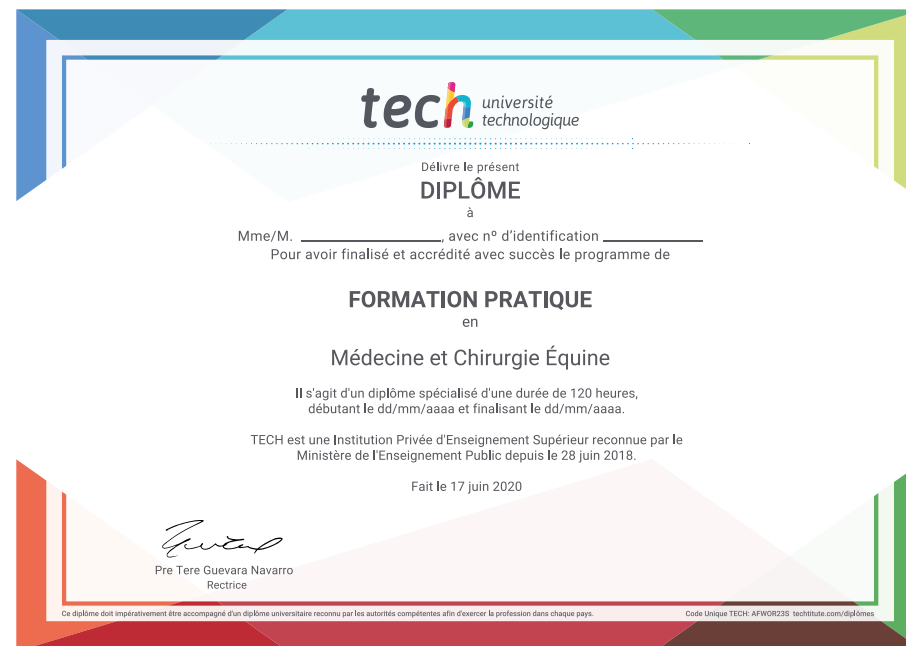 tech université
technologique
Délivre le présent
DIPLÔME
à
Mme/M. ____________________, avec nº d'identification ______________
Pour avoir finalisé et accrédité avec succès le programme de
FORMATION PRATIQUE
en
Médecine et Chirurgie Équine
Il s'agit d'un diplôme spécialisé d'une durée de 120 heures,
débutant le dd/mm/aaaa et finalisant le dd/mm/aaaa.
TECH est une Institution Privée d'Enseignement Supérieur reconnue par le
Ministère de l'Enseignement Public depuis le 28 juin 2018.
Fait le 17 juin 2020
Pre Tere Guevara Navarro
Rectrice
Ce diplôme doit impérativement être accompagné d'un diplôme universitaire reconnu par les autorités compétentes afin d'exercer la profession dans chaque pays.
Code Unique TECH: AFWOR23S techtitute.com/diplômes